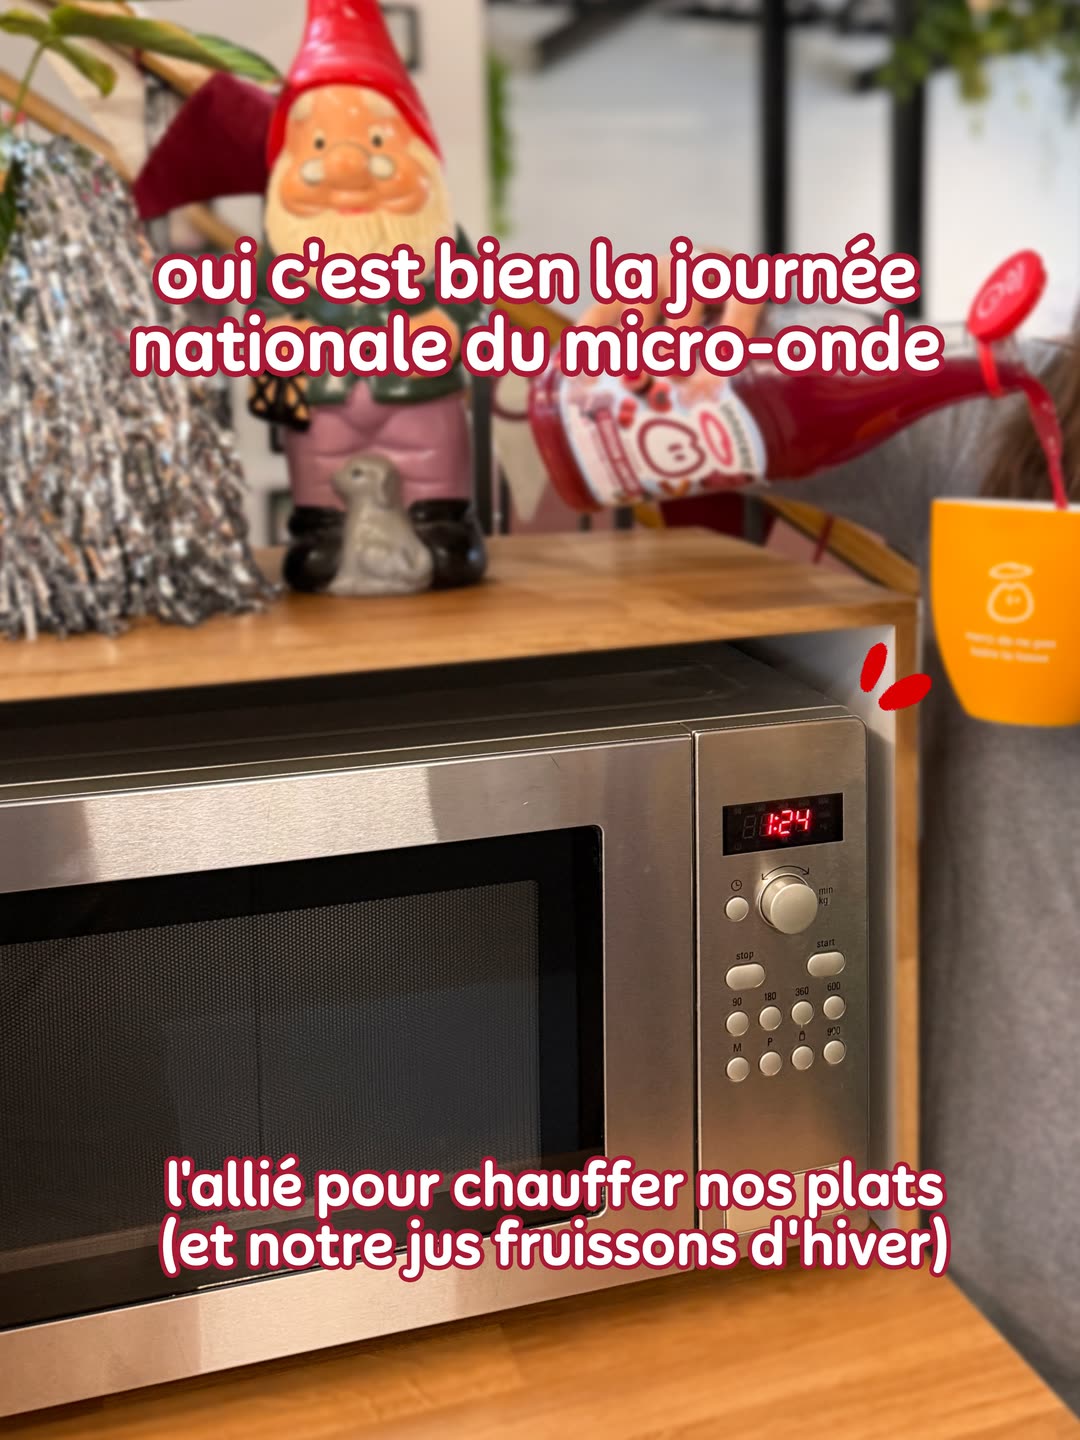 oui c'est bien la journée
nationale du micro-onde
1:24
min
kg
stop
start
90 180 360 600
M P 900
l'allié pour chauffer nos plats
(et notre jus fruissons d'hiver)